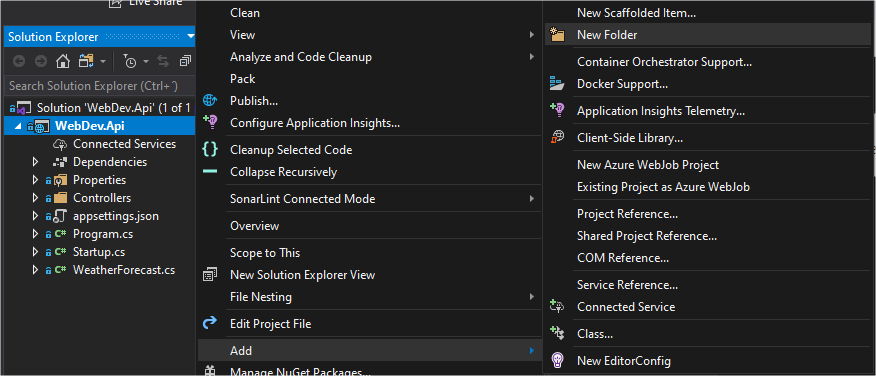 Live Share
Solution Explorer
Search Solution Explorer (Ctrl+´)
Solution 'WebDev.Api' (1 of 1
WebDev.Api
Connected Services
Dependencies
Properties
Controllers
appsettings.json
Program.cs
Startup.cs
WeatherForecast.cs
Clean
View
Analyze and Code Cleanup
Pack
Publish...
Configure Application Insights...
Cleanup Selected Code
Collapse Recursively
SonarLint Connected Mode
Overview
Scope to This
New Solution Explorer View
File Nesting
Edit Project File
Add
Manage NuGet Packages...
New Scaffolded Item...
New Folder
Container Orchestrator Support...
Docker Support...
Application Insights Telemetry...
Client-Side Library...
New Azure WebJob Project
Existing Project as Azure WebJob
Project Reference...
Shared Project Reference...
COM Reference...
Service Reference...
Connected Service
Class...
New EditorConfig